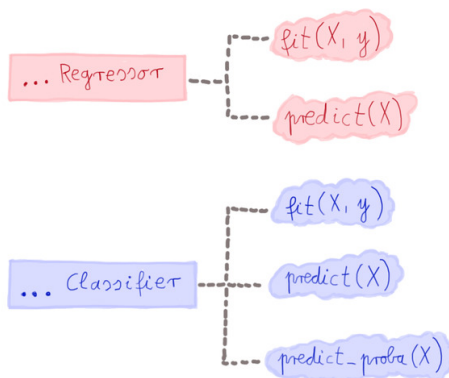 fit(X, y)
... Regressor
predict(X)
fit(X, y)
... Classifier
predict(X)
predict_proba(X)